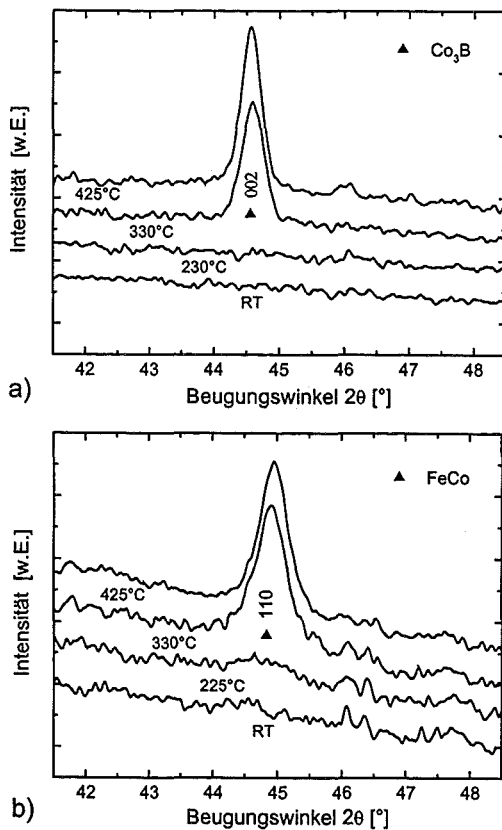 ▲ Co₃B
Intensität [w.E.]
425°C
002
330°C
230°C
RT
42 43 44 45 46 47 48
a)
Beugungswinkel 2θ [°]
▲ FeCo
Intensität [w.E.]
425°C
110
330°C
225°C
RT
42 43 44 45 46 47 48
b)
Beugungswinkel 2θ [°]